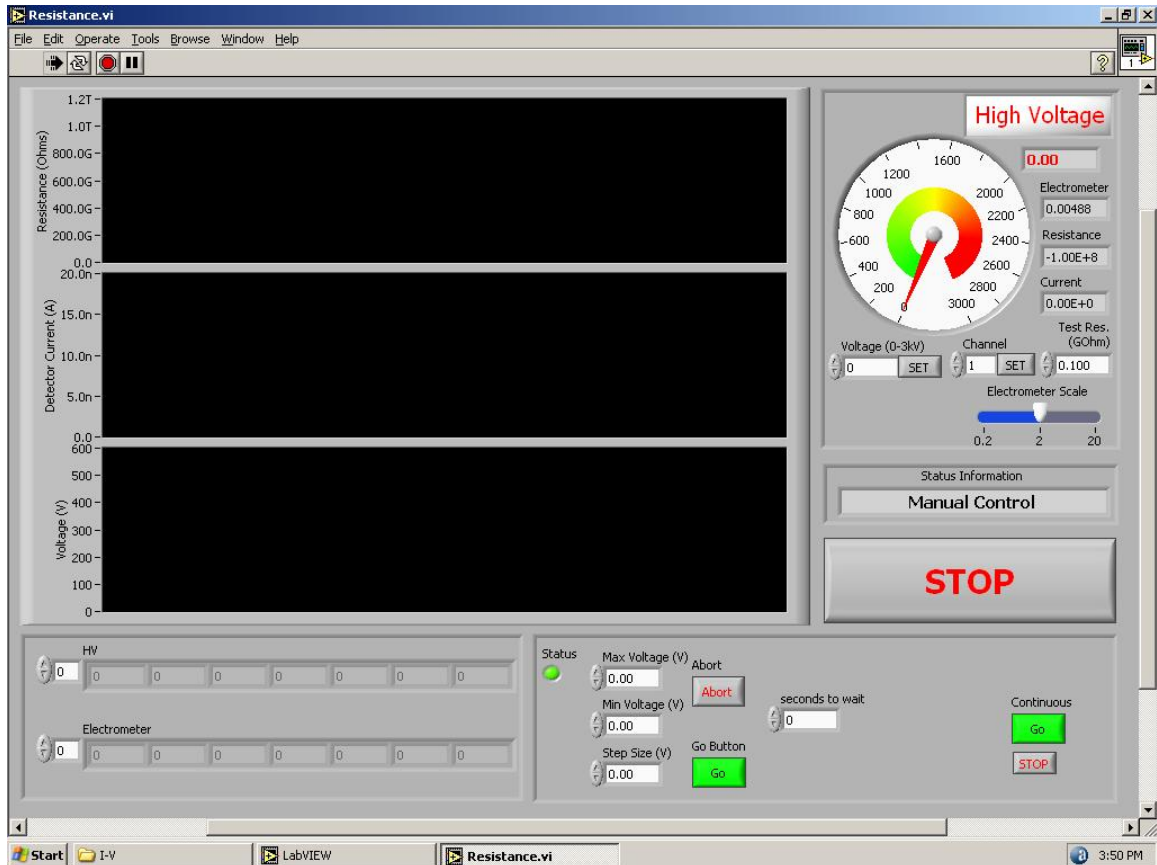 Resistance.vi
File Edit Operate Tools Browse Window Help
1
1.2T
1.0T
800.0G
600.0G
400.0G
200.0G
0.0
Resistance (Ohms)
20.0n
15.0n
10.0n
5.0n
0.0
Detector Current (A)
600
500
400
300
200
100
0
Voltage (V)
High Voltage
0.00
0
200
400
600
800
1000
1200
1600
2000
2200
2400
2600
2800
3000
Electrometer
0.00488
Resistance
-1.00E+8
Current
0.00E+0
Voltage (0-3kV)
0 SET
Channel
1 SET
Test Res.
(GOhm)
0.100
Electrometer Scale
0.2 2 20
Status Information
Manual Control
STOP
HV
0 0 0 0 0 0 0 0
Electrometer
0 0 0 0 0 0 0 0
Status
Max Voltage (V)
0.00
Min Voltage (V)
0.00
Step Size (V)
0.00
Abort
Abort
Go Button
Go
seconds to wait
0
Continuous
Go
STOP
Start I-V LabVIEW Resistance.vi 3:50 PM